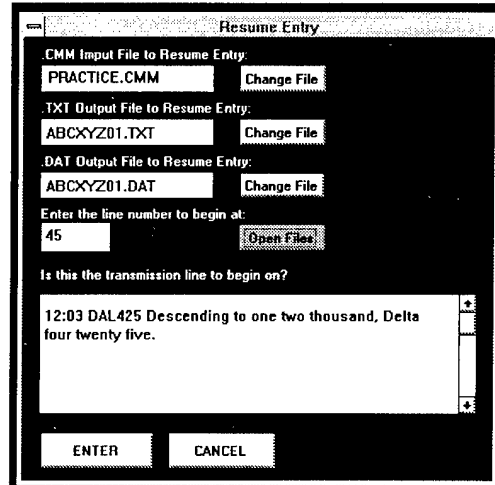 Resume Entry
.CMM Imput File to Resume Entry:
PRACTICE.CMM Change File
.TXT Output File to Resume Entry:
ABCXYZ01.TXT Change File
.DAT Output File to Resume Entry:
ABCXYZ01.DAT Change File
Enter the line number to begin at:
45 Open Files
Is this the transmission line to begin on?
12:03 DAL425 Descending to one two thousand, Delta
four twenty five.
ENTER CANCEL